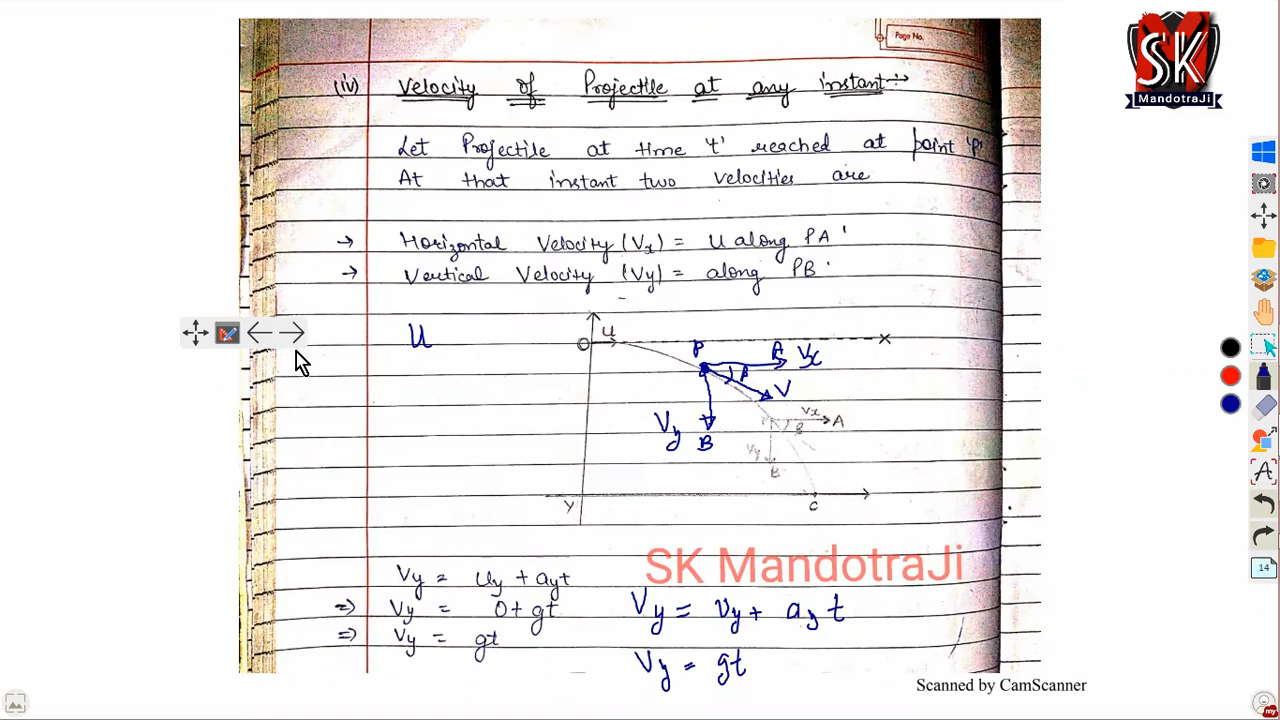 Page No.
SK
MandotraJi
(iv) Velocity of Projectile at any instant :→
Let Projectile at time 't' reached at point 'P'
At that instant two velocities are
→ Horizontal Velocity (Vx) = U along PA'
→ Vertical Velocity (Vy) = along PB'
U
O u X
P A Vx
β V
Vy
B
Vx A
β
Vy
Y C
SK MandotraJi
Vy = uy + ayt
⇒ Vy = 0 + gt
⇒ Vy = gt
Vy = vy + ay t
Vy = gt
Scanned by CamScanner
14